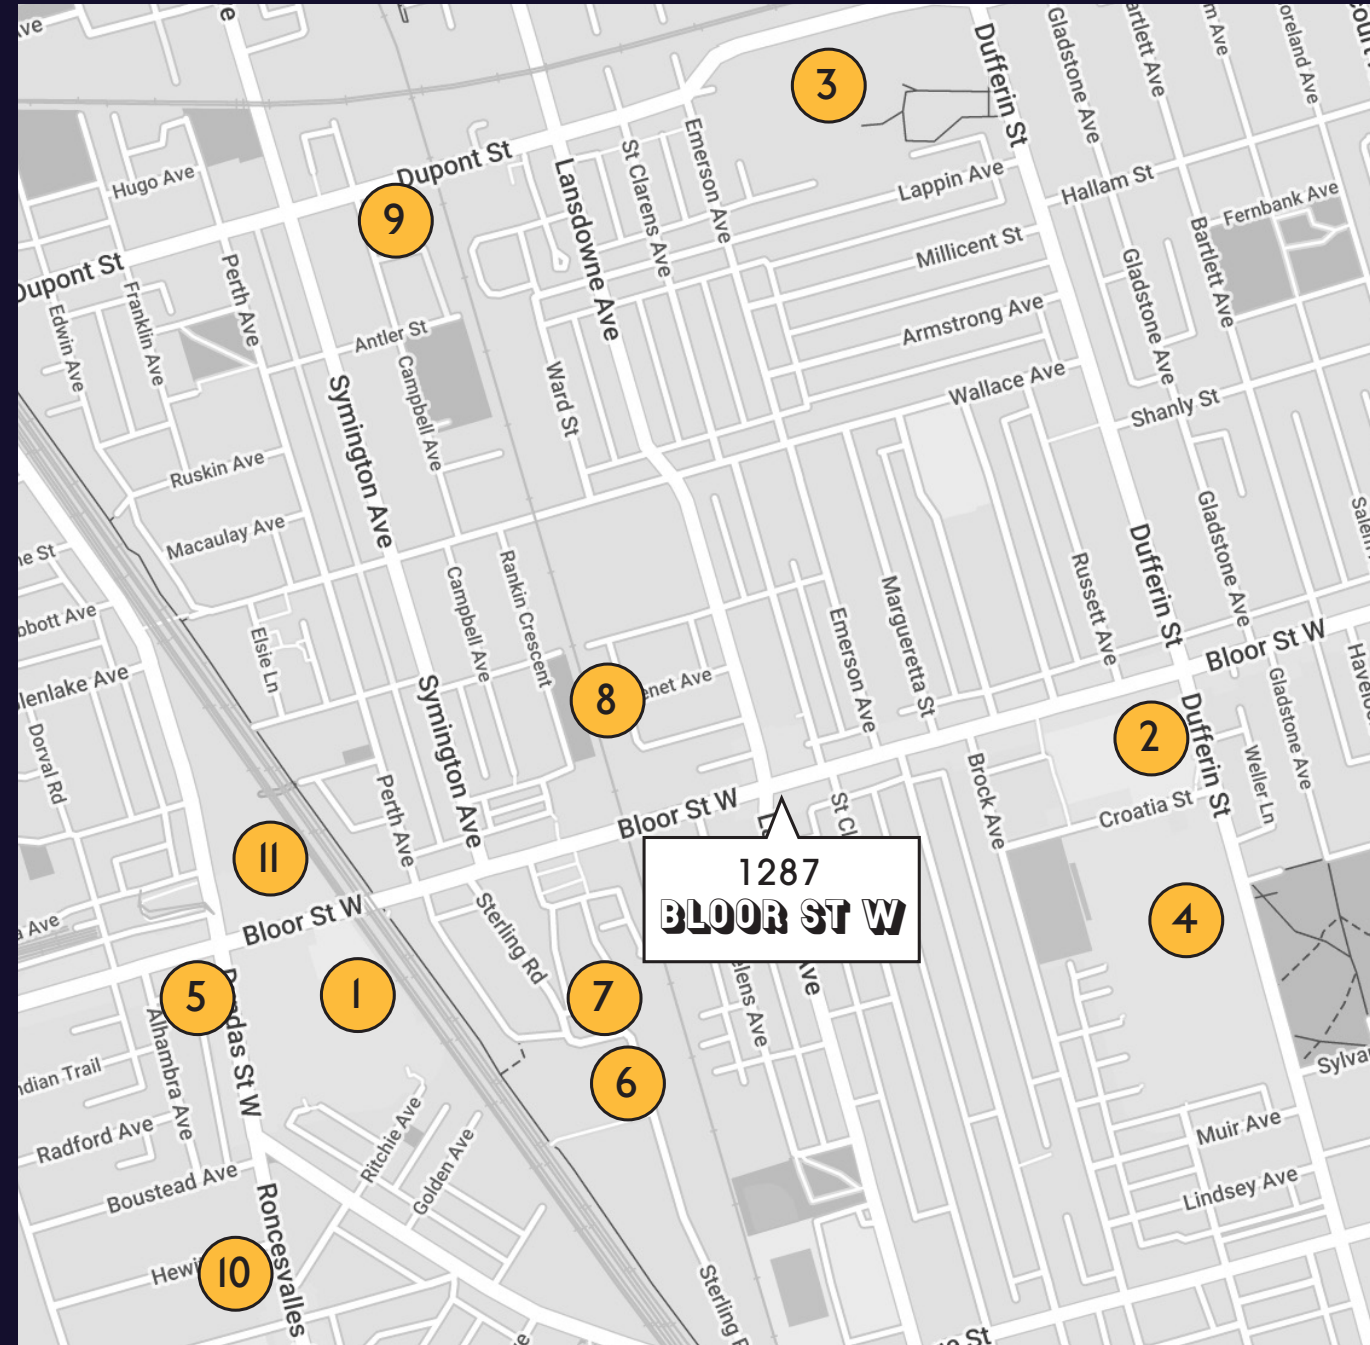 Dufferin St
Gladstone Ave
3
Dupont St
Hugo Ave
9
Lansdowne Ave
St Clarens Ave
Emerson Ave
Lappin Ave
Hallam St
Fernbank Ave
Millicent St
Gladstone Ave
Bartlett Ave
Dupont St
Edwin Ave
Franklin Ave
Perth Ave
Antler St
Armstrong Ave
Campbell Ave
Ward St
Symington Ave
Wallace Ave
Shanly St
Ruskin Ave
Macaulay Ave
Gladstone Ave
Dufferin St
Russett Ave
Campbell Ave
Rankin Crescent
Marguereta St
Emerson Ave
Elsie Ln
Bloor St W
8
Symington Ave
Dorval Rd
2
Dufferin St
Gladstone Ave
Weller Ln
Brock Ave
Croatia St
Perth Ave
Bloor St W
11
1287
BLOOR ST W
4
Bloor St W
Sterling Rd
5
1
7
Dundas St W
Alhambra Ave
6
Radford Ave
Ritchie Ave
Golden Ave
Muir Ave
Boustead Ave
Lindsey Ave
Roncesvalles
10
Sterling